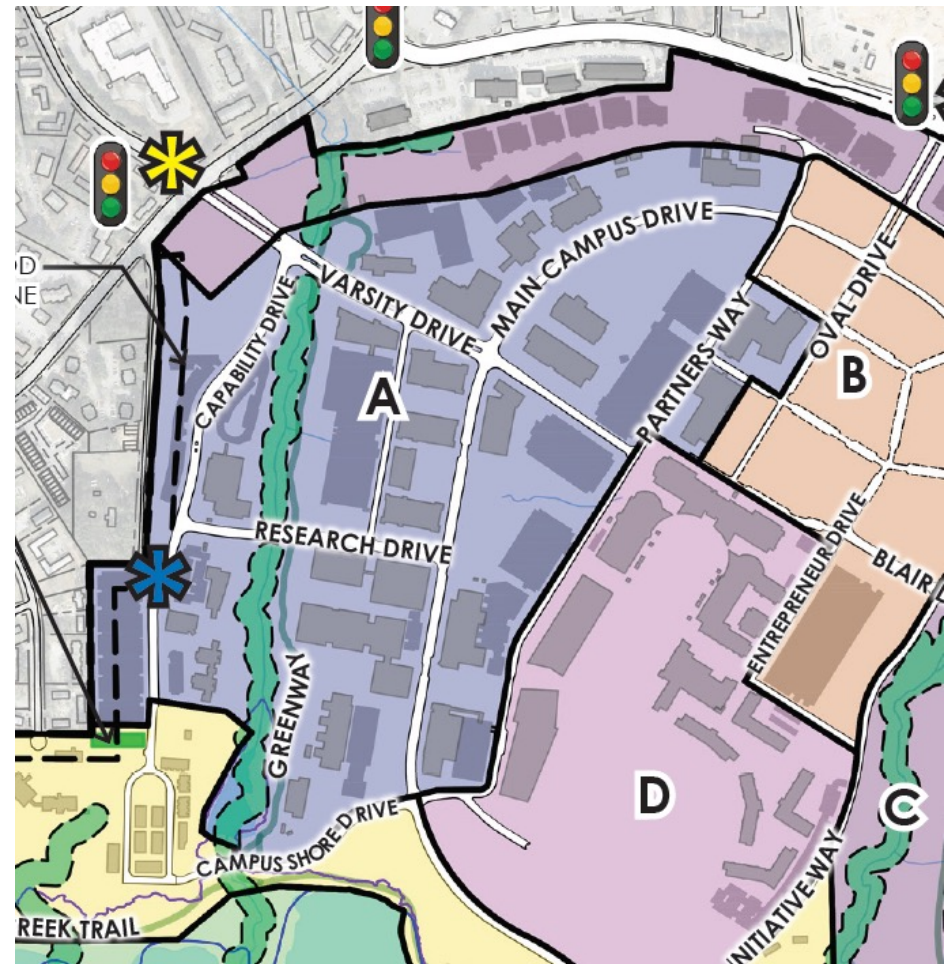 OD
NE
CAPABILITY DRIVE
VARSITY DRIVE
MAIN CAMPUS DRIVE
PARTNERS WAY
OVAL DRIVE
A
B
RESEARCH DRIVE
ENTREPRENEUR DRIVE
BLAIR
GREENWAY
D
C
CAMPUS SHORE DRIVE
INITIATIVE WAY
REEK TRAIL